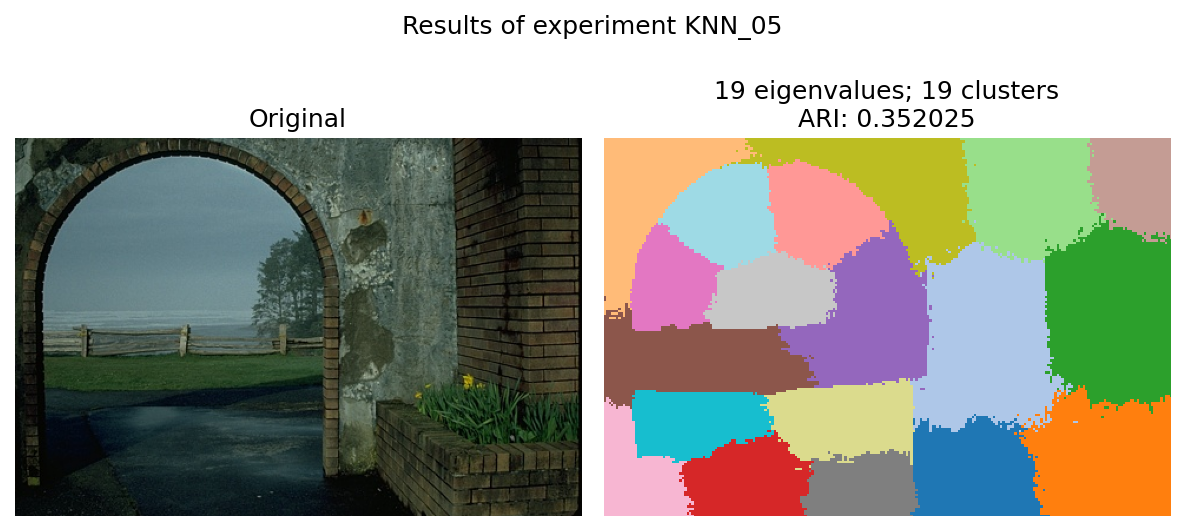 Results of experiment KNN_05
Original
19 eigenvalues; 19 clusters
ARI: 0.352025